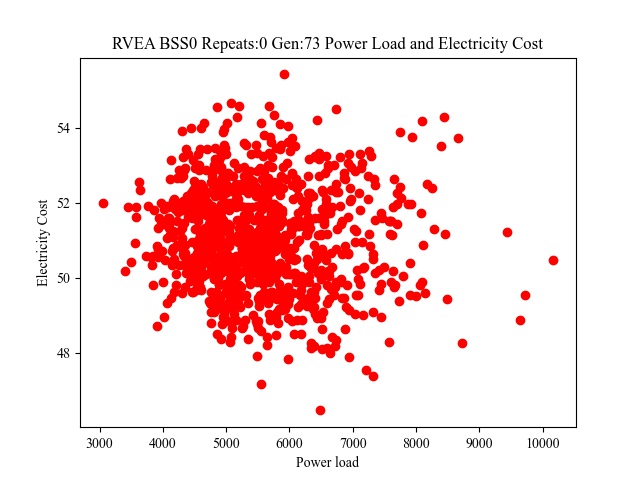 RVEA BSS0 Repeats:0 Gen:73 Power Load and Electricity Cost
54
52
50
48
Electricity Cost
3000 4000 5000 6000 7000 8000 9000 10000
Power load